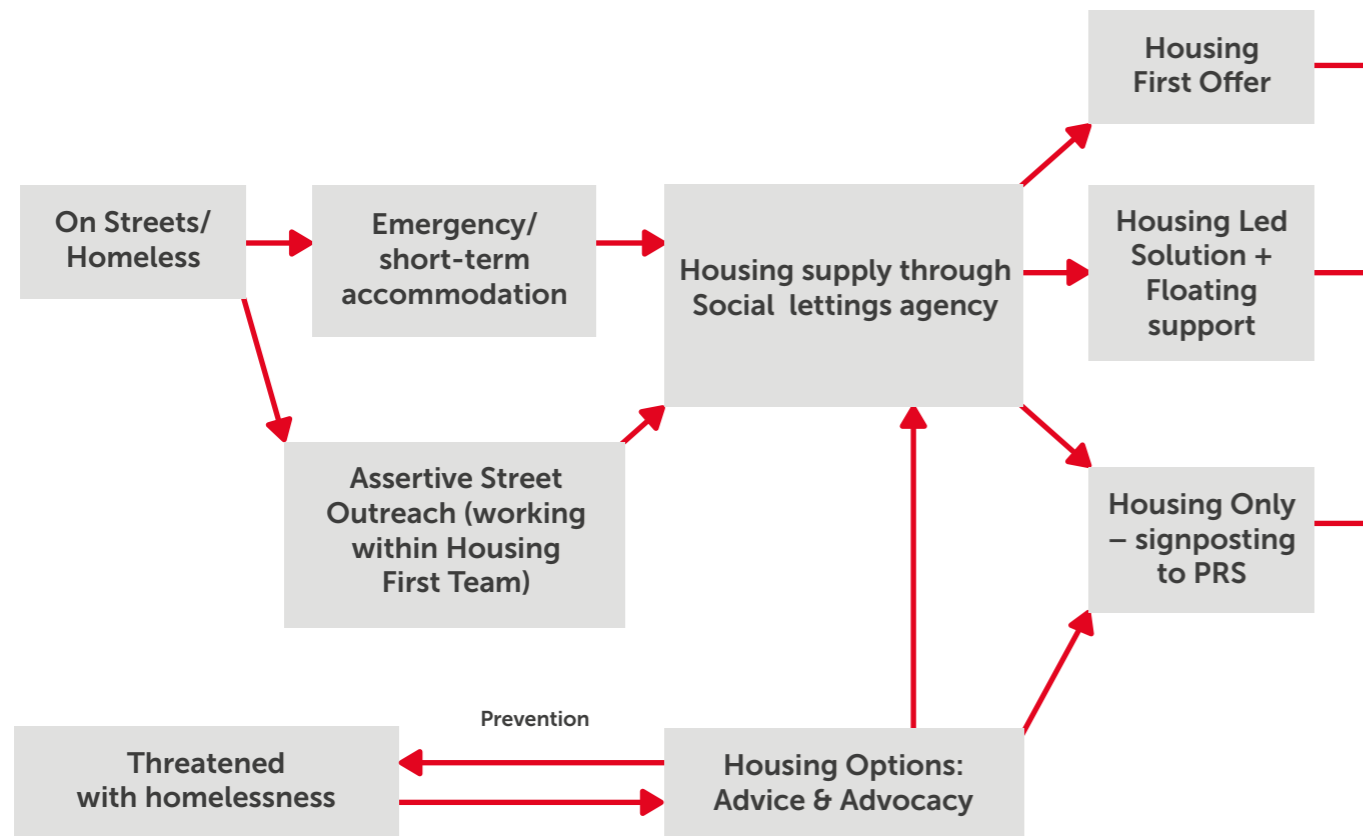 Housing
First Offer
On Streets/
Homeless
Emergency/
short-term
accommodation
Housing supply through
Social lettings agency
Housing Led
Solution +
Floating
support
Assertive Street
Outreach (working
within Housing
First Team)
Housing Only
– signposting
to PRS
Prevention
Threatened
with homelessness
Housing Options:
Advice & Advocacy